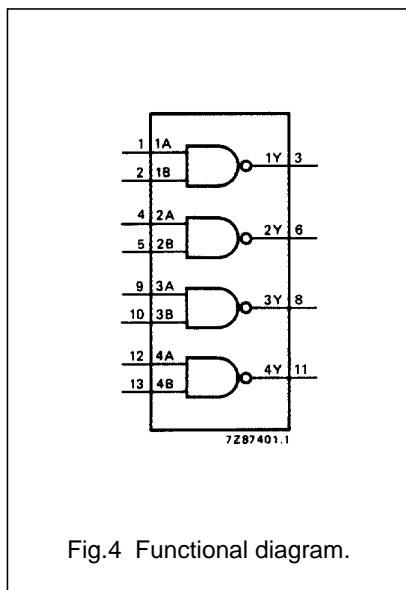 1 1A
2 1B
1Y 3
4 2A
5 2B
2Y 6
9 3A
10 3B
3Y 8
12 4A
13 4B
4Y 11
7Z87401.1
Fig.4 Functional diagram.